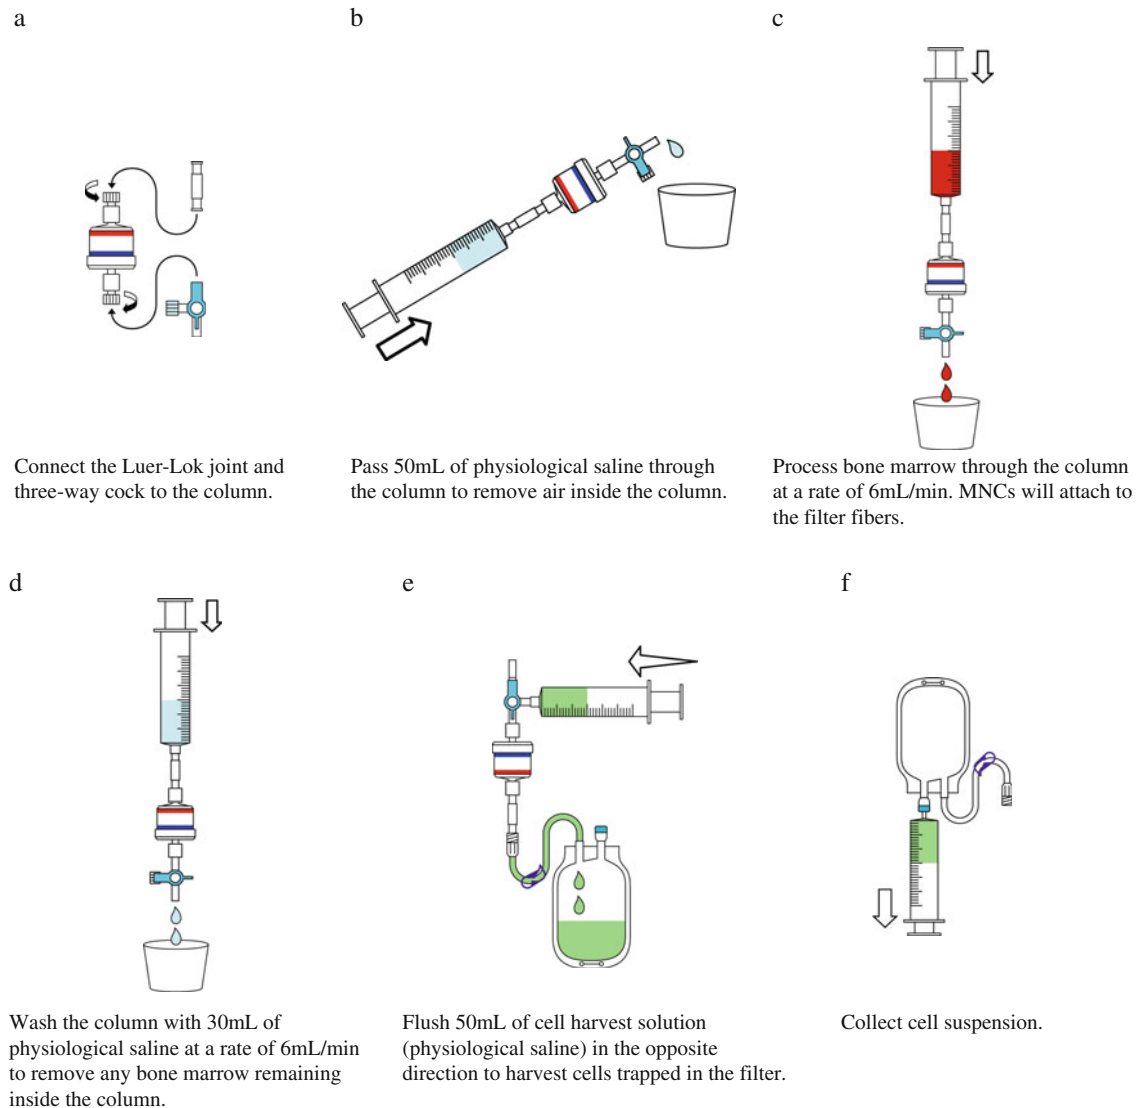 a
b
c
Connect the Luer-Lok joint and
three-way cock to the column.
Pass 50mL of physiological saline through
the column to remove air inside the column.
Process bone marrow through the column
at a rate of 6mL/min. MNCs will attach to
the filter fibers.
d
e
f
Wash the column with 30mL of
physiological saline at a rate of 6mL/min
to remove any bone marrow remaining
inside the column.
Flush 50mL of cell harvest solution
(physiological saline) in the opposite
direction to harvest cells trapped in the filter.
Collect cell suspension.